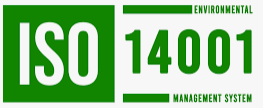 ISO
ENVIRONMENTAL
14001
MANAGEMENT SYSTEM